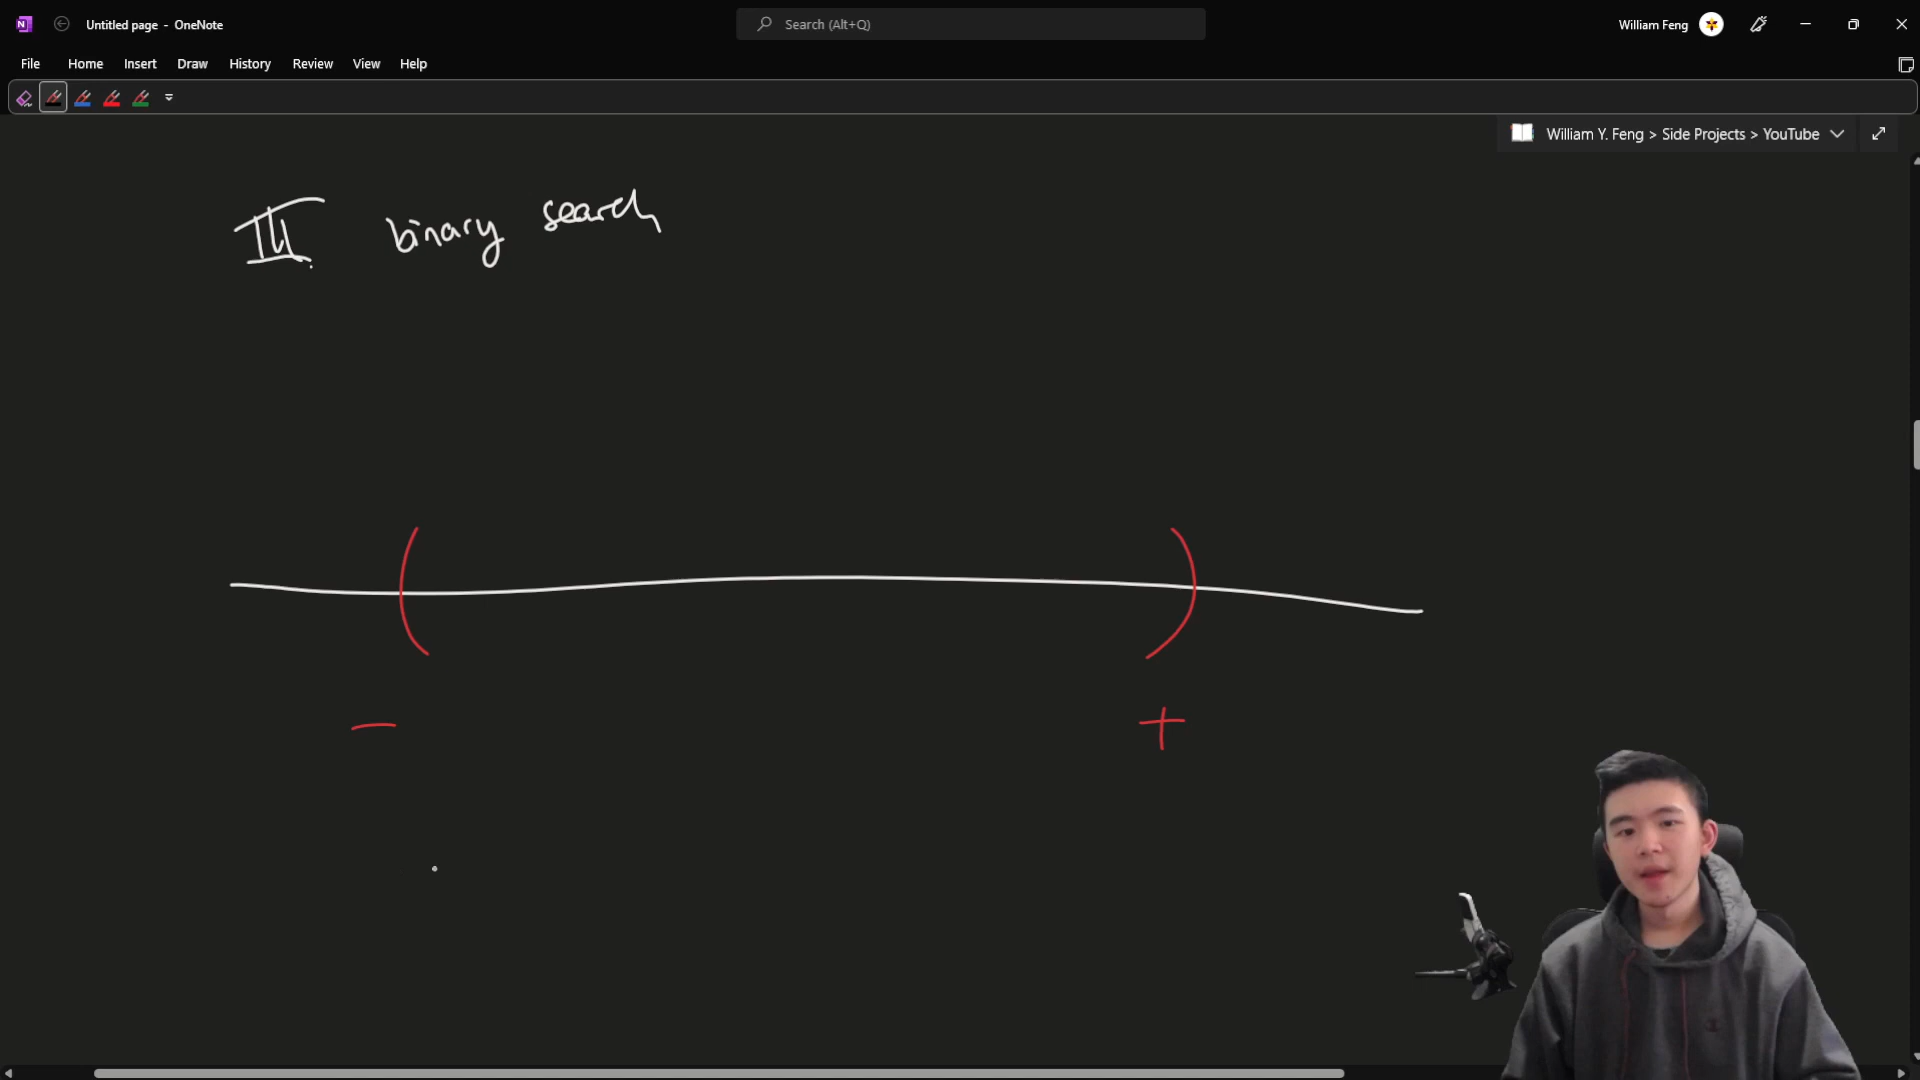 Untitled page - OneNote
Search (Alt+Q)
William Feng
File Home Insert Draw History Review View Help
William Y. Feng > Side Projects > YouTube
III. binary search
- +